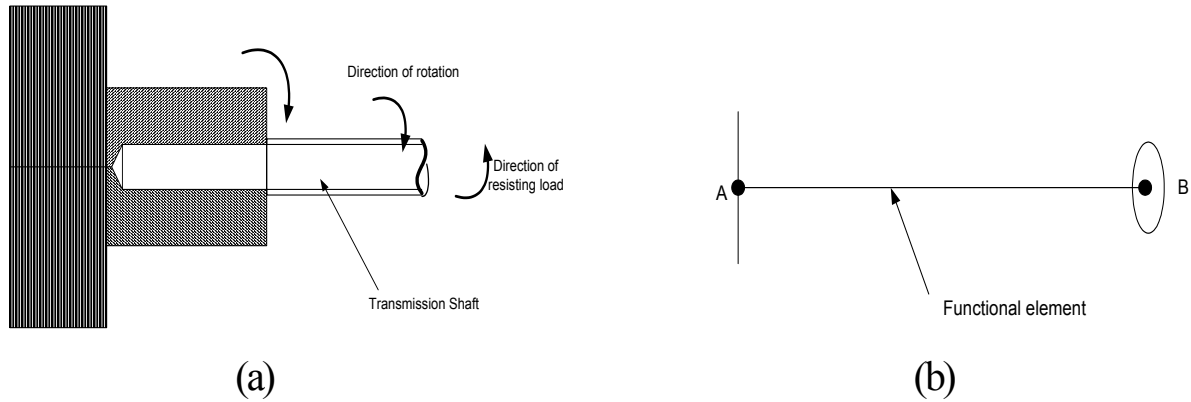 Direction of rotation
Direction of
resisting load
Transmission Shaft
(a)
A
B
Functional element
(b)